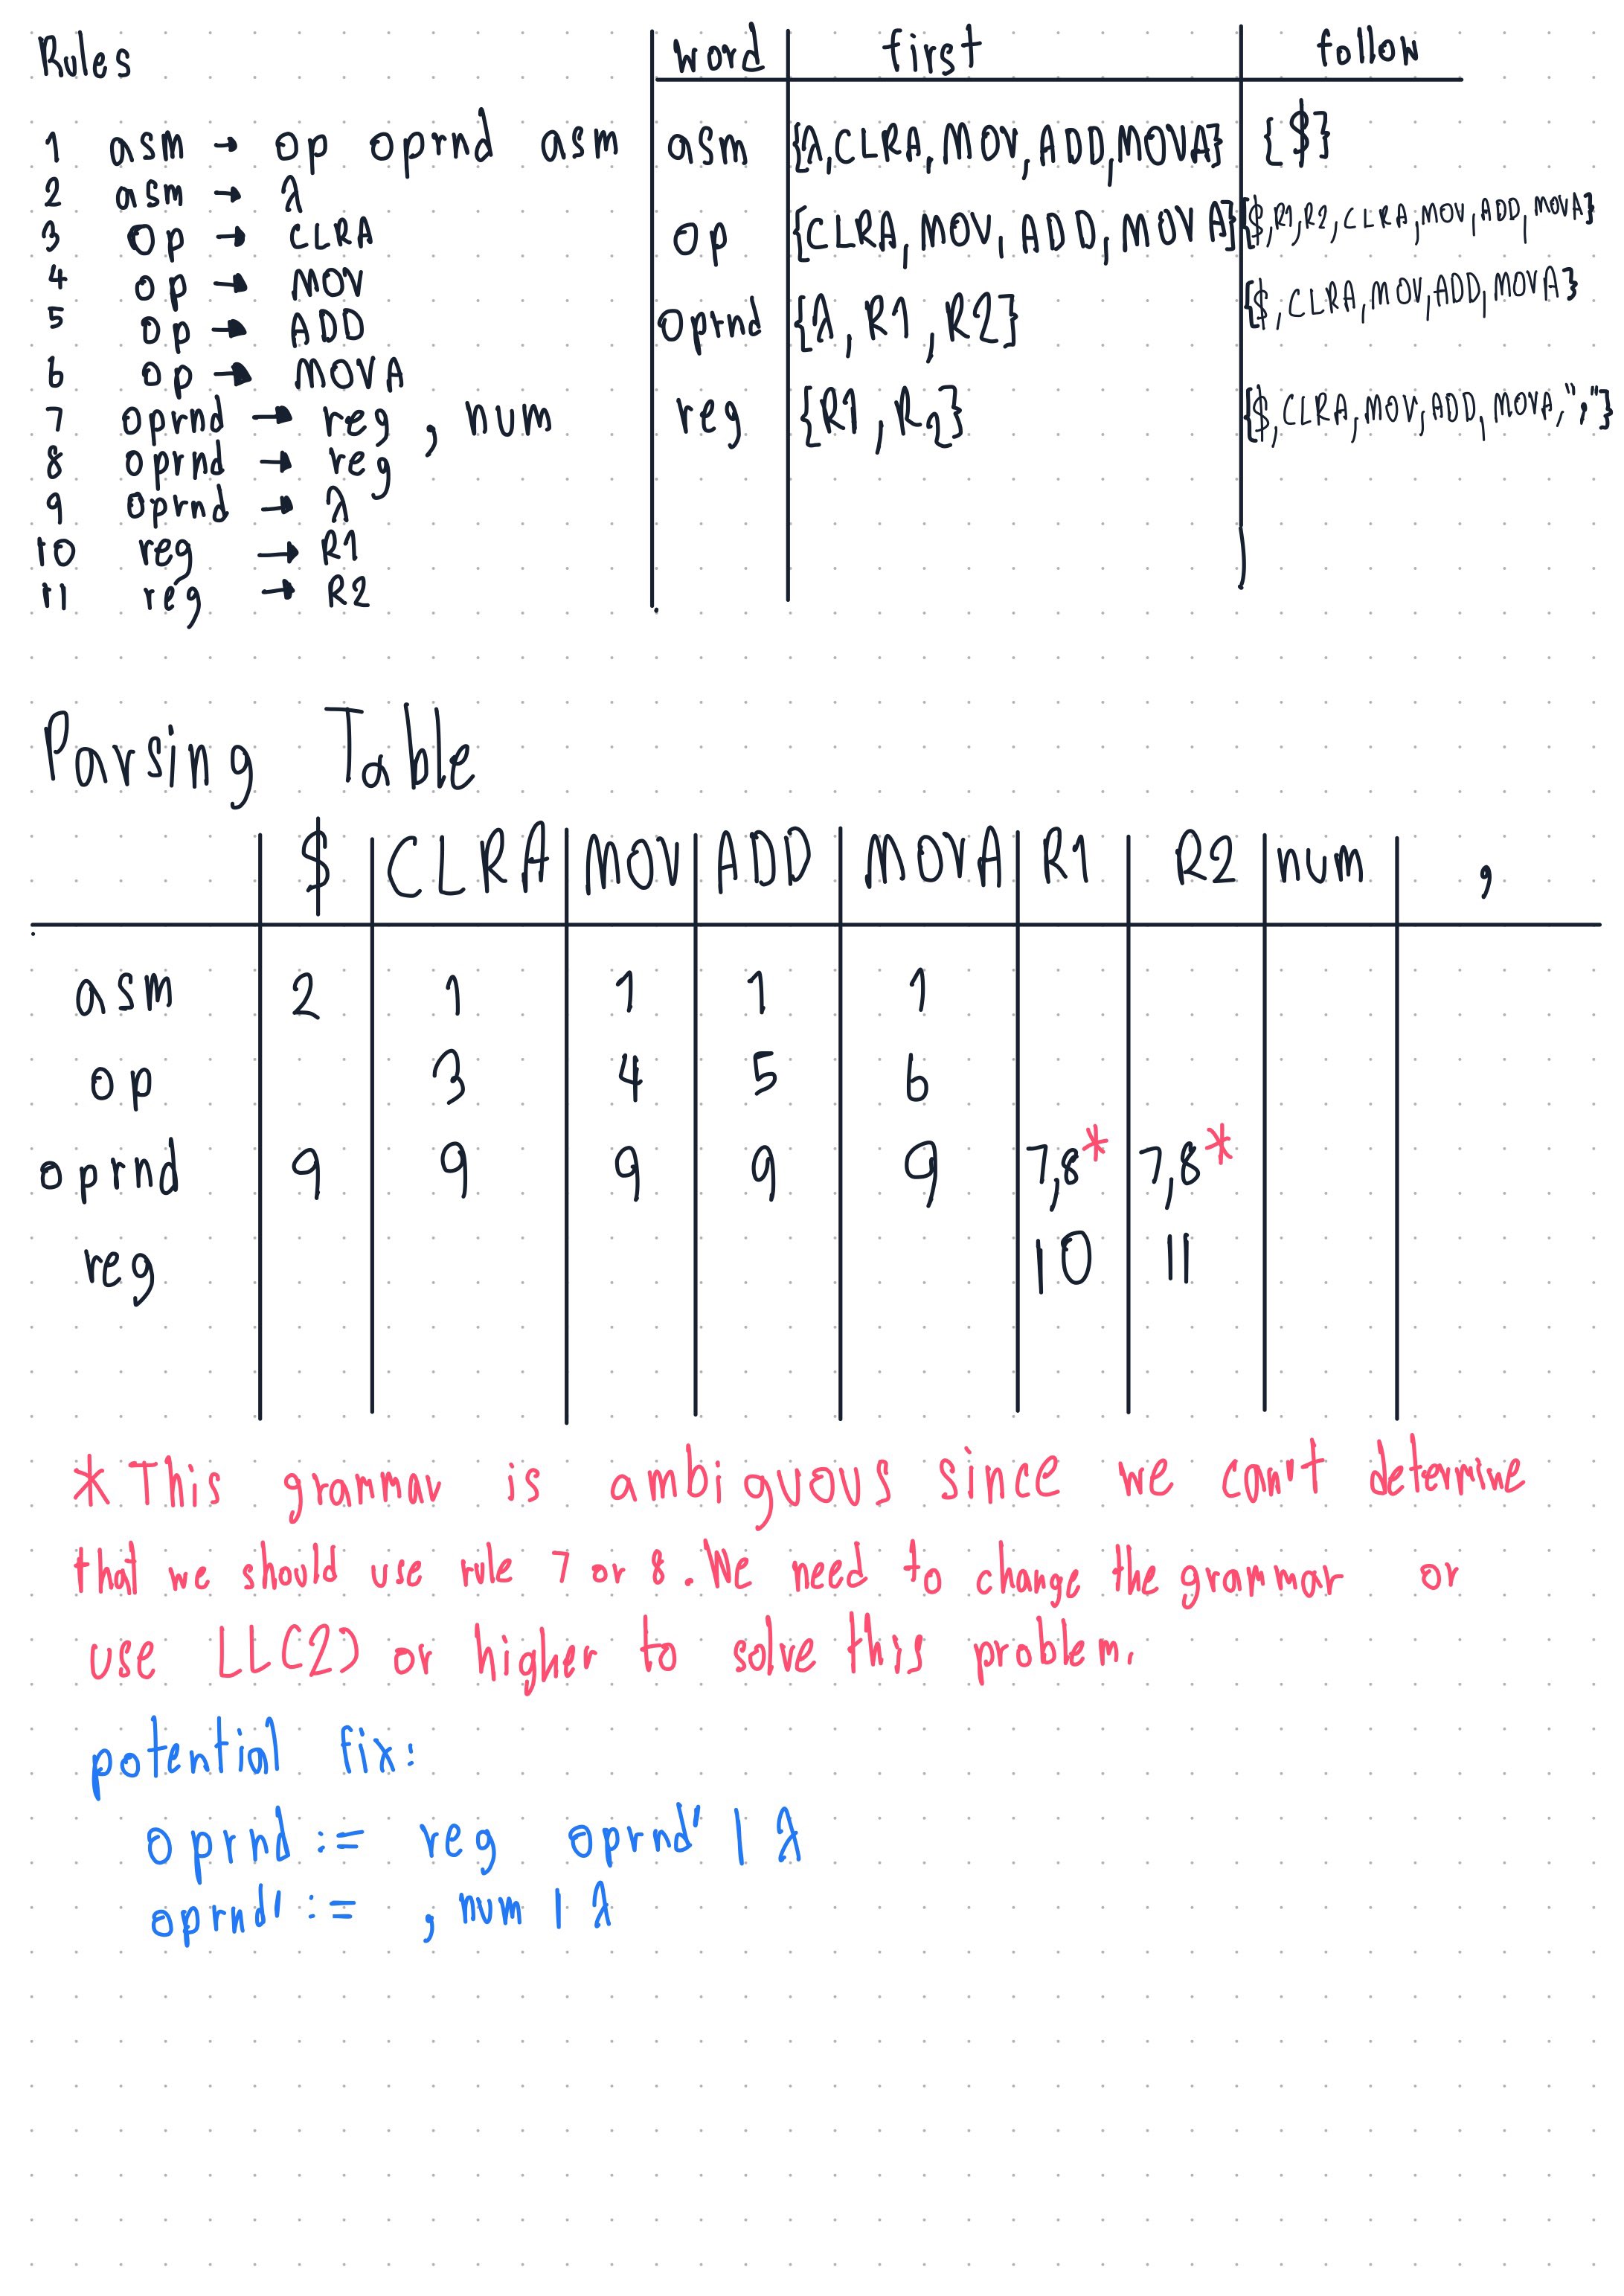 Rules
word first follow
1 asm → op oprnd asm
2 asm → λ
3 op → CLRA
4 op → MOV
5 op → ADD
6 op → MOVA
7 oprnd → reg , num
8 oprnd → reg
9 oprnd → λ
10 reg → R1
11 reg → R2
asm {λ,CLRA,MOV,ADD,MOVA} {$}
op {CLRA,MOV,ADD,MOVA} {$,R1,R2,CLRA,MOV,ADD,MOVA}
oprnd {λ,R1,R2} {$,CLRA,MOV,ADD,MOVA}
reg {R1,R2} {$,CLRA,MOV,ADD,MOVA,","}
Parsing Table
$ CLRA MOV ADD MOVA R1 R2 num ,
asm 2 1 1 1 1
op 3 4 5 6
oprnd 9 9 9 9 9 7,8* 7,8*
reg 10 11
* This grammar is ambiguous since we can't determine
that we should use rule 7 or 8. We need to change the grammar or
use LL(2) or higher to solve this problem.
potential fix:
oprnd := reg oprnd' | λ
oprnd' := , num | λ